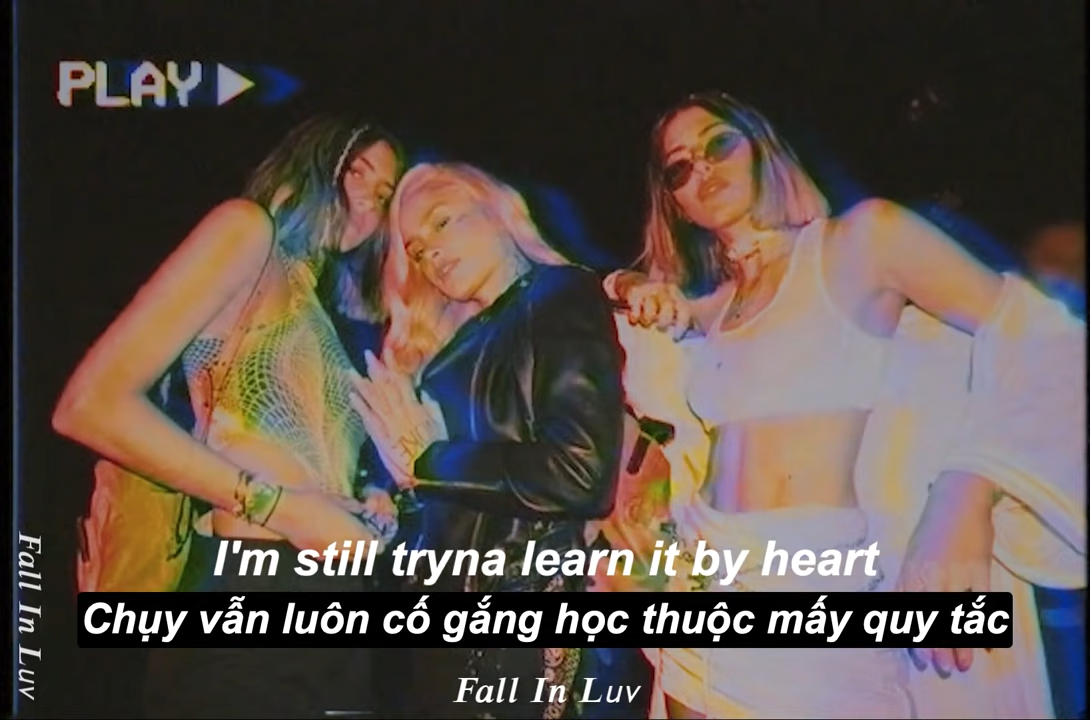 PLAY
I'm still tryna learn it by heart
Chụy vẫn luôn cố gắng học thuộc mấy quy tắc
Fall In Luv
Fall In Luv